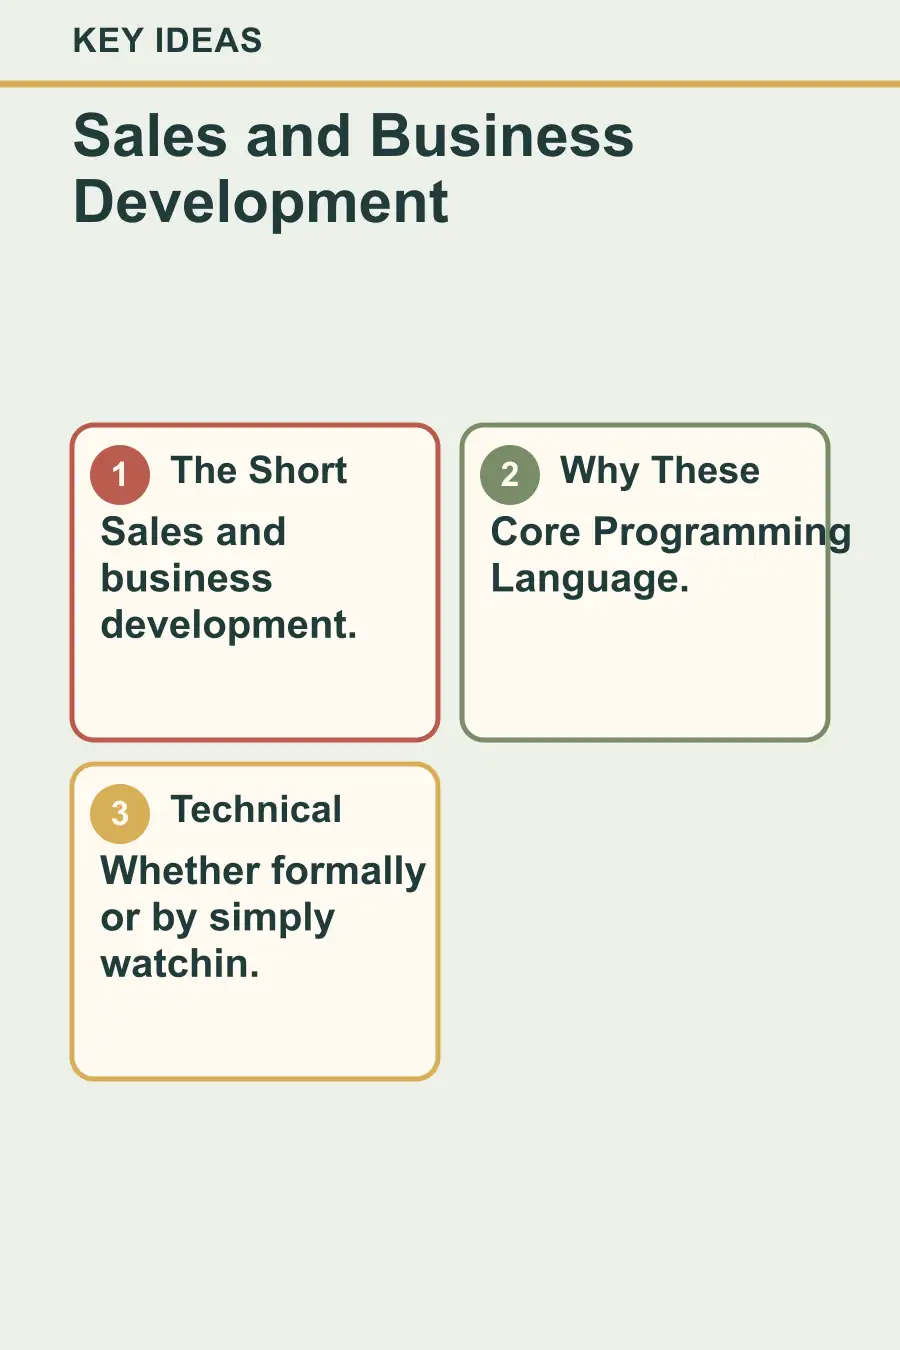 KEY IDEAS
Sales and Business
Development
1 The Short
Sales and
business
development.
2 Why These
Core Programming
Language.
3 Technical
Whether formally
or by simply
watchin.